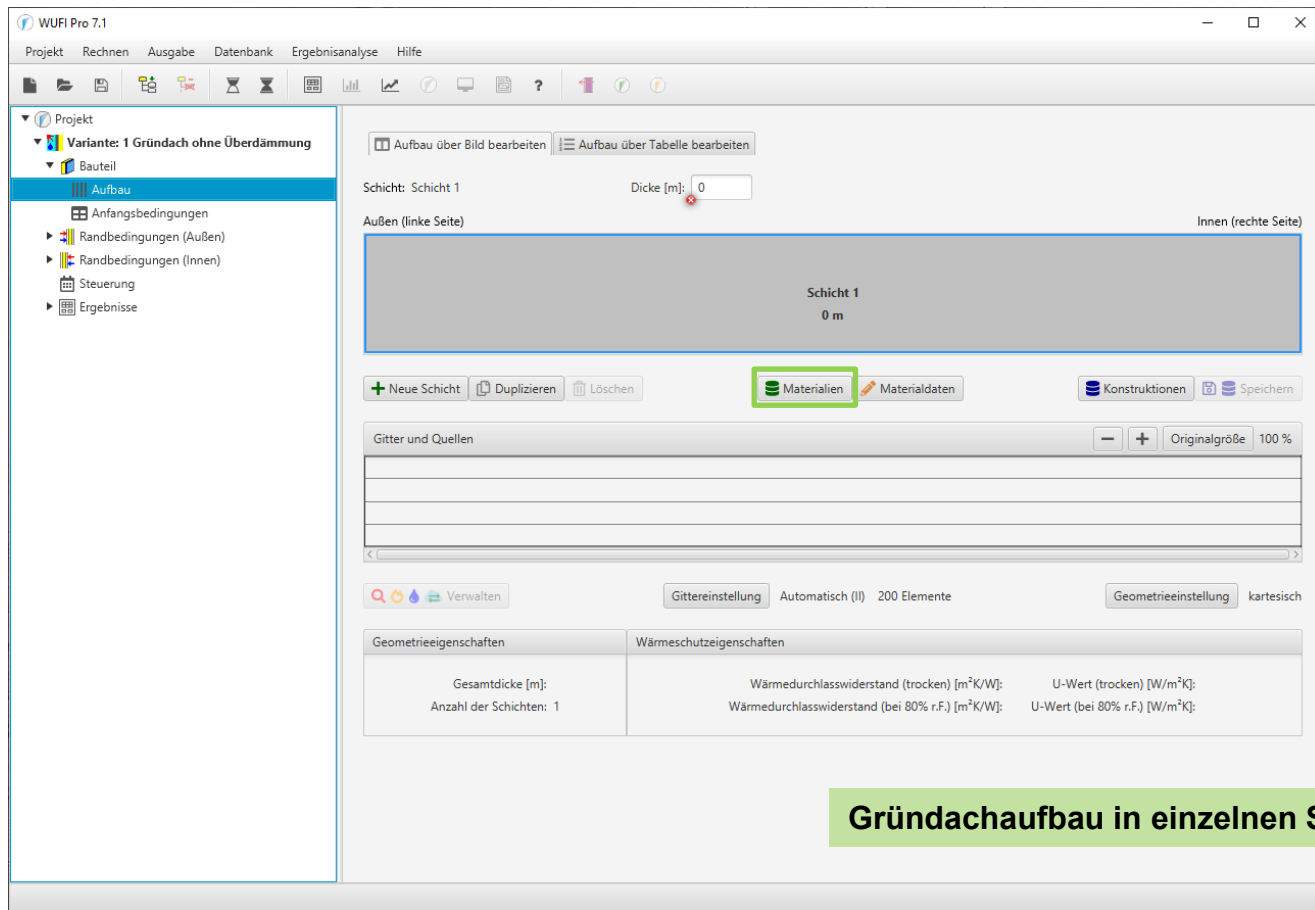 WUFI Pro 7.1
Projekt Rechnen Ausgabe Datenbank Ergebnisanalyse Hilfe
?
Projekt
Variante: 1 Gründach ohne Überdämmung
Bauteil
Aufbau
Anfangsbedingungen
Randbedingungen (Außen)
Randbedingungen (Innen)
Steuerung
Ergebnisse
Aufbau über Bild bearbeiten Aufbau über Tabelle bearbeiten
Schicht: Schicht 1 Dicke [m]: 0
Außen (linke Seite) Innen (rechte Seite)
Schicht 1
0 m
Neue Schicht Duplizieren Löschen Materialien Materialdaten Konstruktionen Speichern
Gitter und Quellen Originalgröße 100 %
Verwalten Gittereinstellung Automatisch (II) 200 Elemente Geometrieeinstellung kartesisch
Geometrieeigenschaften Wärmeschutzeigenschaften
Gesamtdicke [m]: Wärmedurchlasswiderstand (trocken) [m²K/W]: U-Wert (trocken) [W/m²K]:
Anzahl der Schichten: 1 Wärmedurchlasswiderstand (bei 80% r.F.) [m²K/W]: U-Wert (bei 80% r.F.) [W/m²K]:
Gründachaufbau in einzelnen S